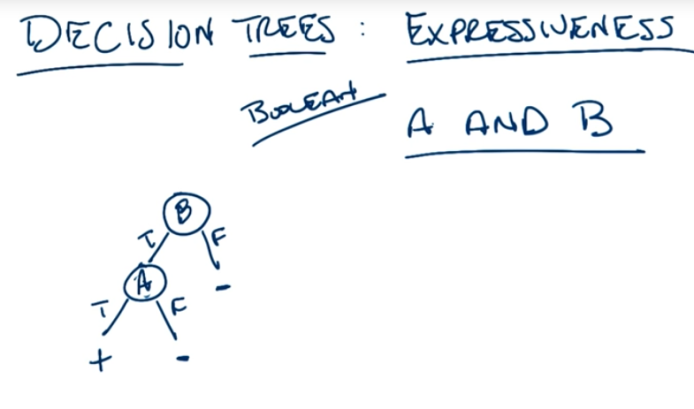 DECISION TREES : EXPRESSIVENESS
BOOLEAN
A AND B
B
T F
A
-
T F
+ -